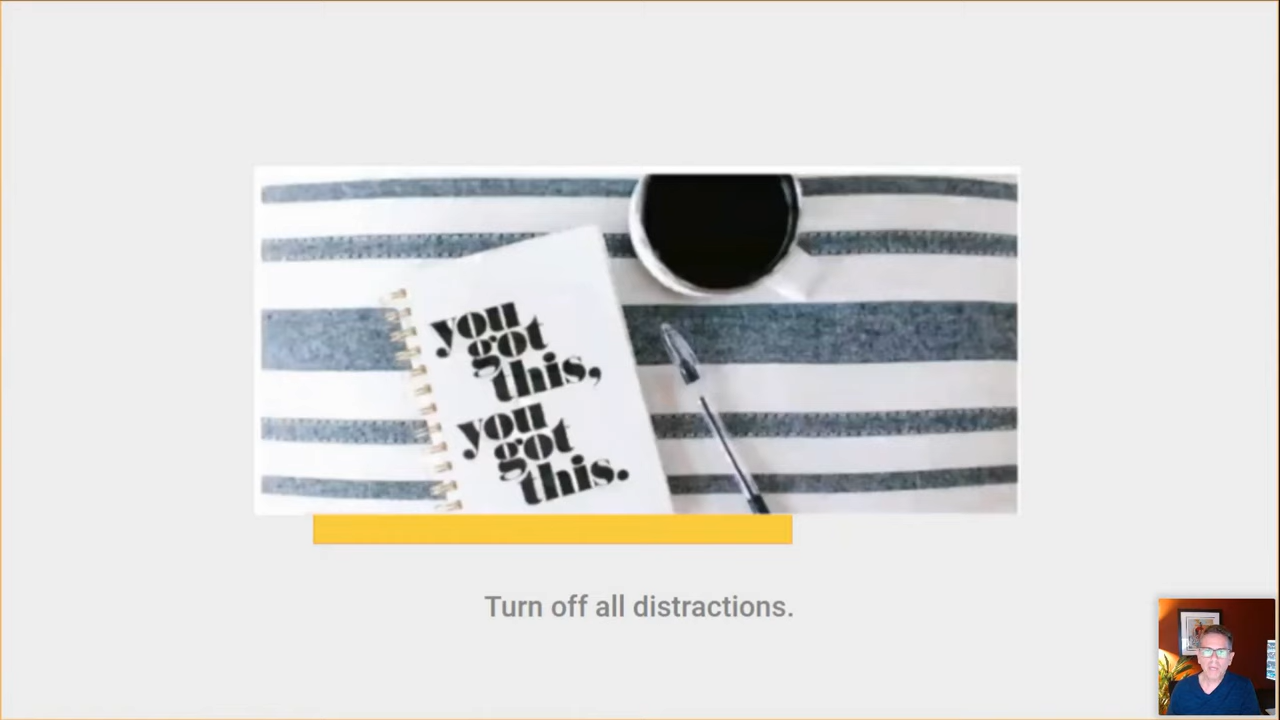 you
got
this,
you
got
this.
Turn off all distractions.